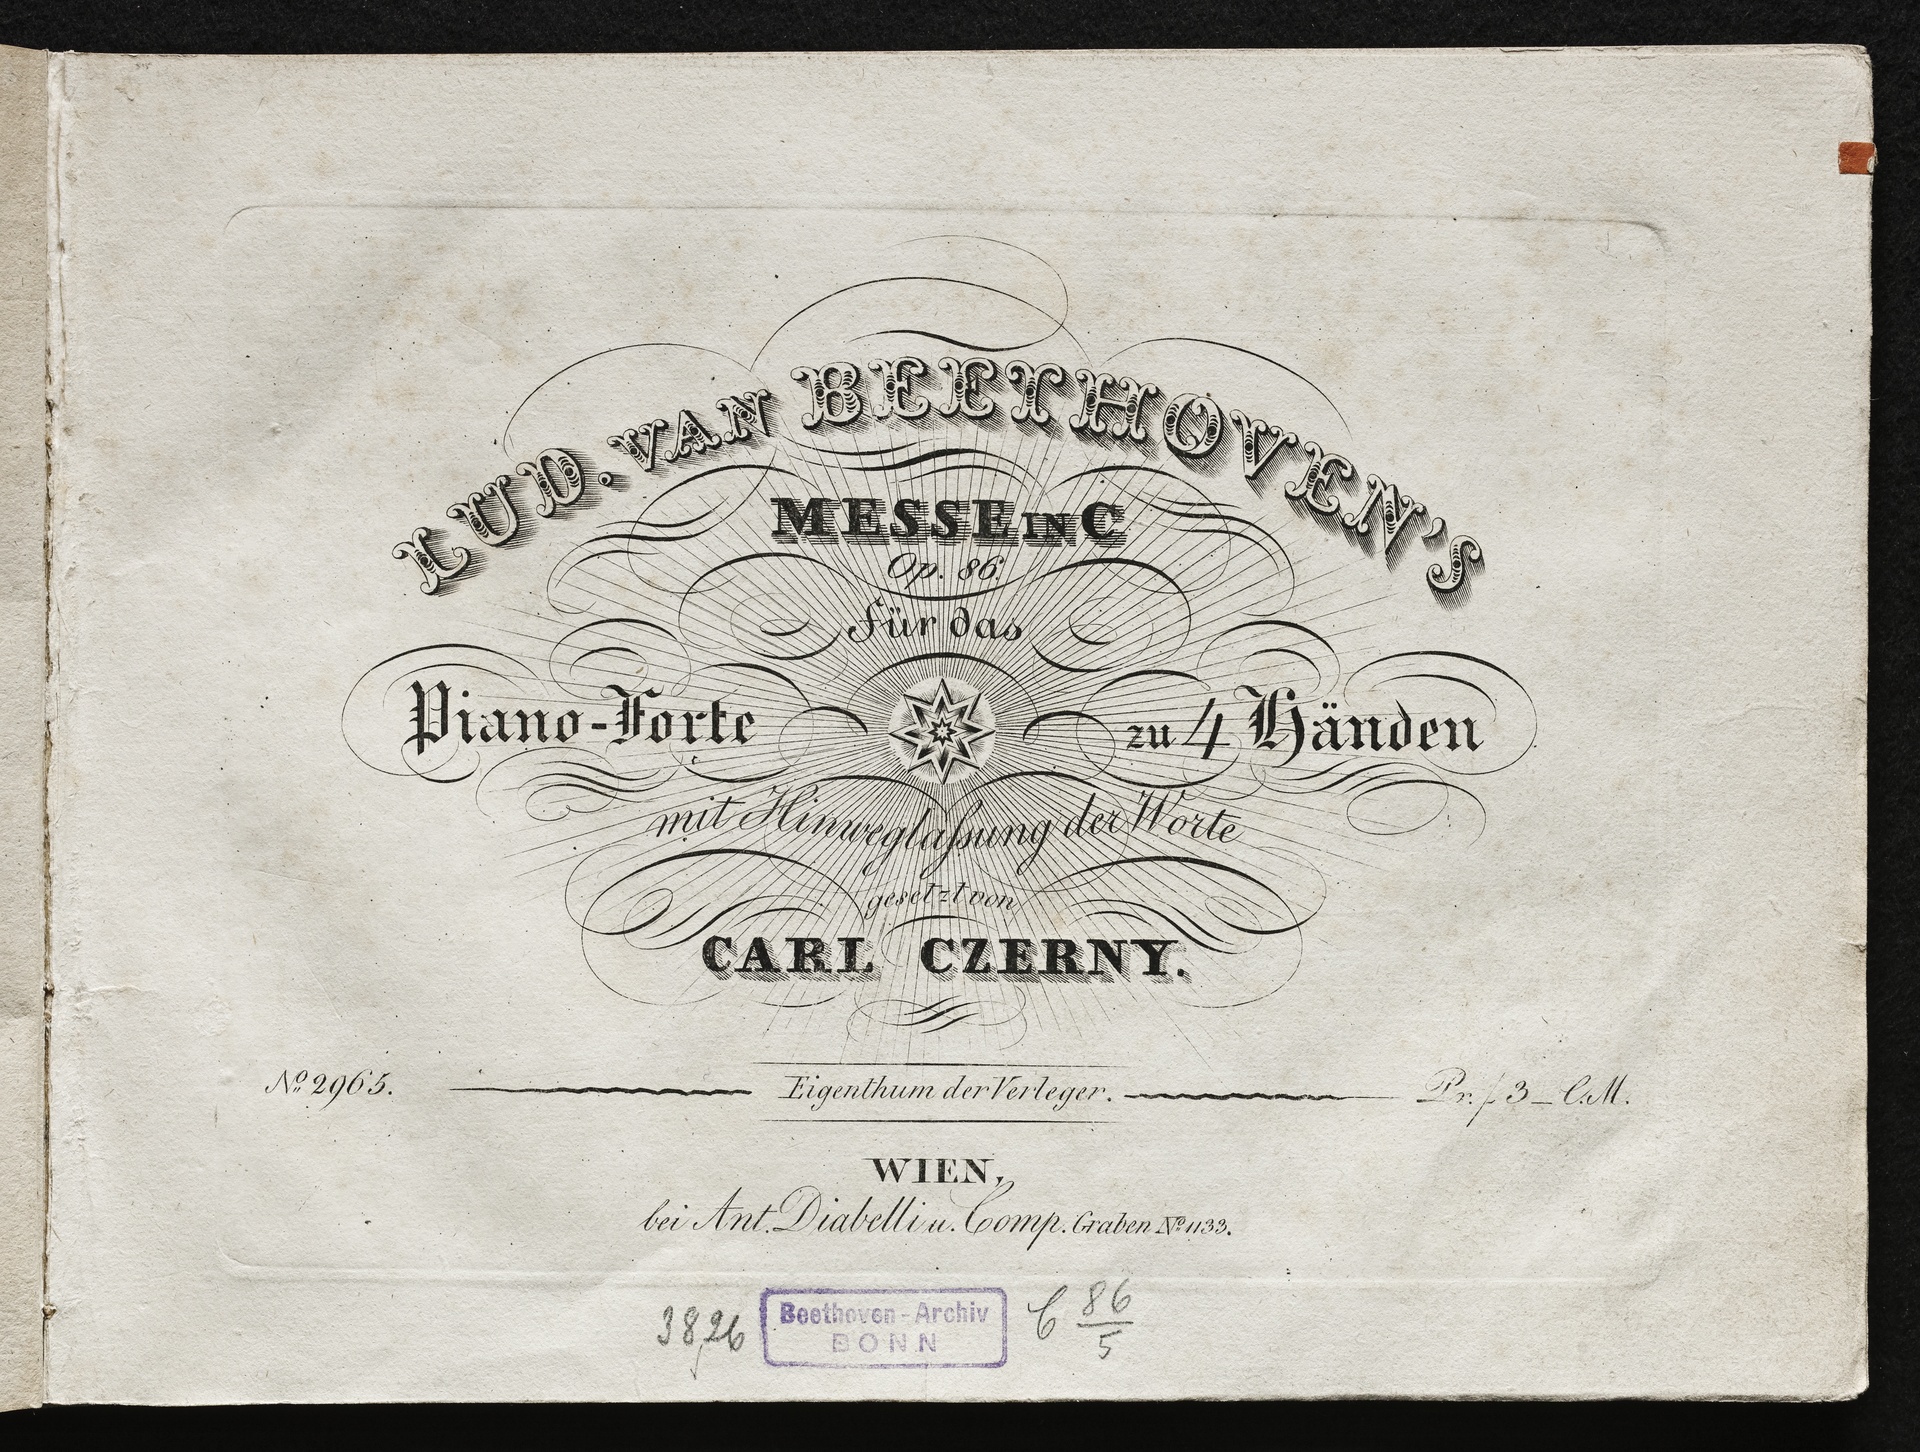 LUD. VAN BEETHOVEN'S
MESSE IN C
Op. 86.
für das
Piano-Forte zu 4 Händen
mit Hinweglaſsung der Worte
gesetzt von
CARL CZERNY.
No. 2965. Eigenthum der Verleger. Pr. f 3_ C.M.
WIEN,
bei Ant. Diabelli u. Comp. Graben No. 1133.
3826 Beethoven-Archiv C 86/5
BONN